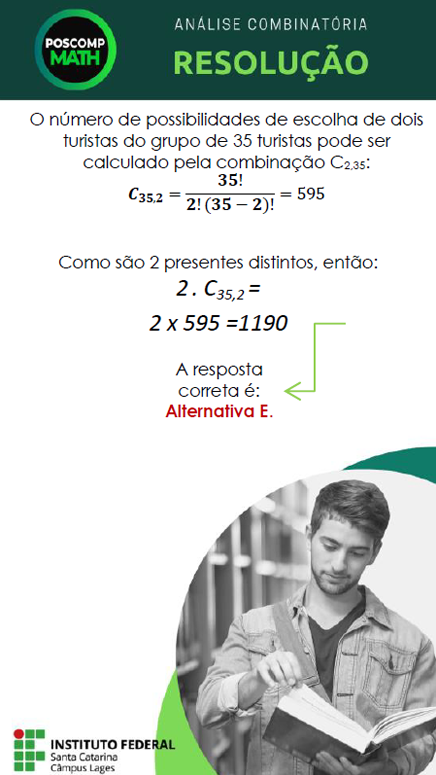 POSCOMP
MATH
ANÁLISE COMBINATÓRIA
RESOLUÇÃO
O número de possibilidades de escolha de dois
turistas do grupo de 35 turistas pode ser
calculado pela combinação C₂,₃₅:
C₃₅,₂ = 35! / 2! (35 − 2)! = 595
Como são 2 presentes distintos, então:
2 . C₃₅,₂ =
2 x 595 =1190
A resposta
correta é:
Alternativa E.
INSTITUTO FEDERAL
Santa Catarina
Câmpus Lages